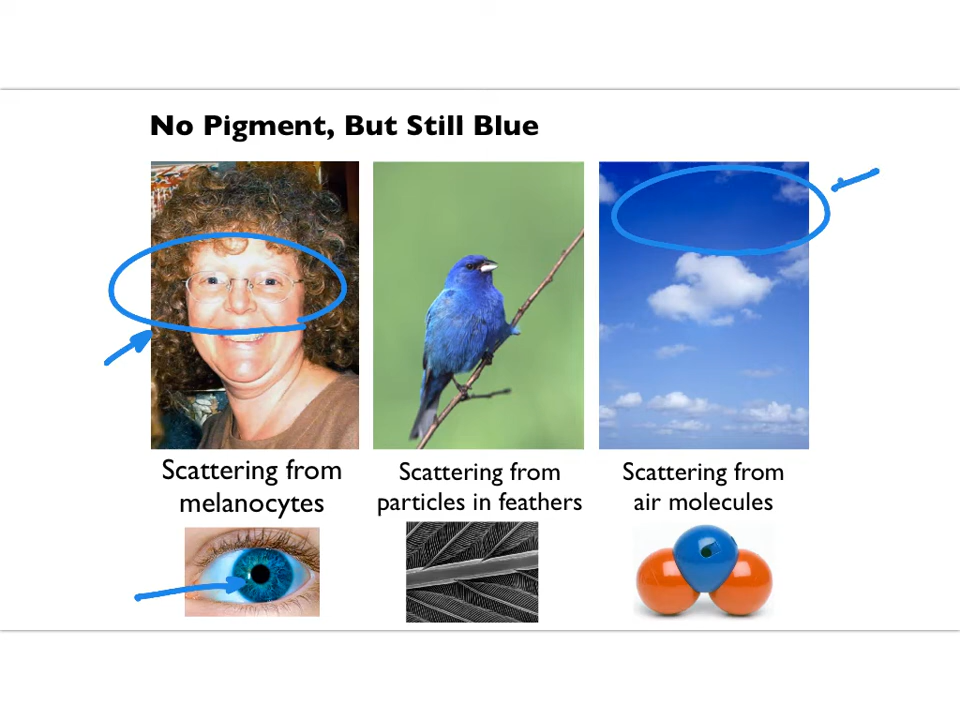 No Pigment, But Still Blue
Scattering from
melanocytes
Scattering from
particles in feathers
Scattering from
air molecules